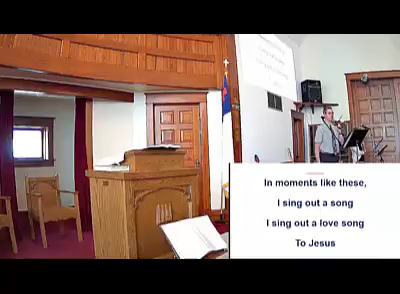 In moments like these,
I sing out a song
I sing out a love song
To Jesus